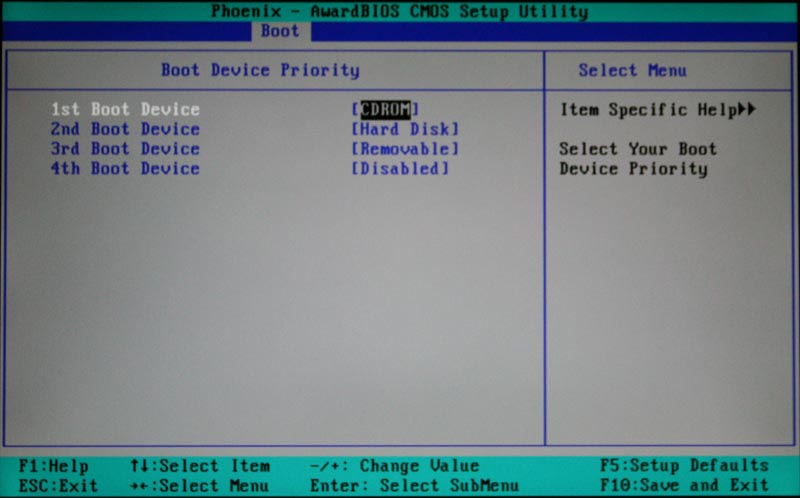 Phoenix - AwardBIOS CMOS Setup Utility
Boot
Boot Device Priority
Select Menu
1st Boot Device [CDROM]
2nd Boot Device [Hard Disk]
3rd Boot Device [Removable]
4th Boot Device [Disabled]
Item Specific Help▶▶
Select Your Boot
Device Priority
F1:Help ↑↓:Select Item -/+: Change Value F5:Setup Defaults
ESC:Exit →←:Select Menu Enter: Select SubMenu F10:Save and Exit